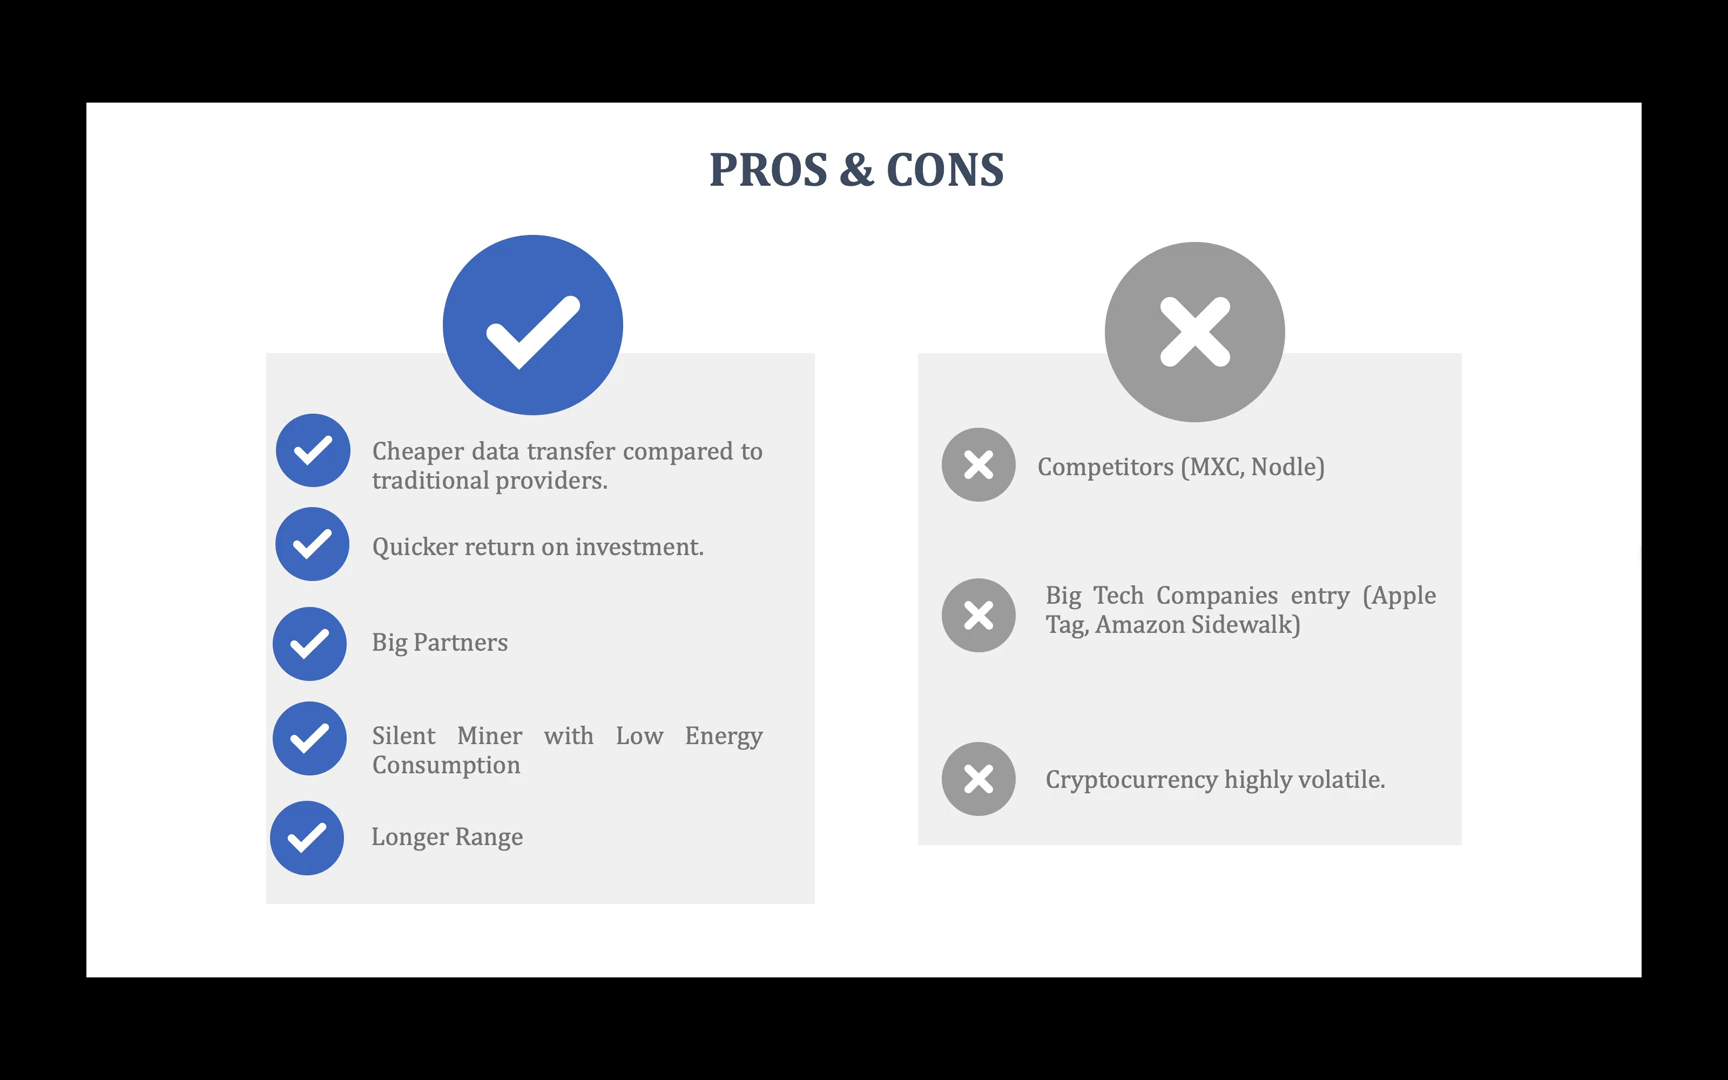 PROS & CONS
Cheaper data transfer compared to
traditional providers.
Quicker return on investment.
Big Partners
Silent Miner with Low Energy
Consumption
Longer Range
Competitors (MXC, Nodle)
Big Tech Companies entry (Apple
Tag, Amazon Sidewalk)
Cryptocurrency highly volatile.